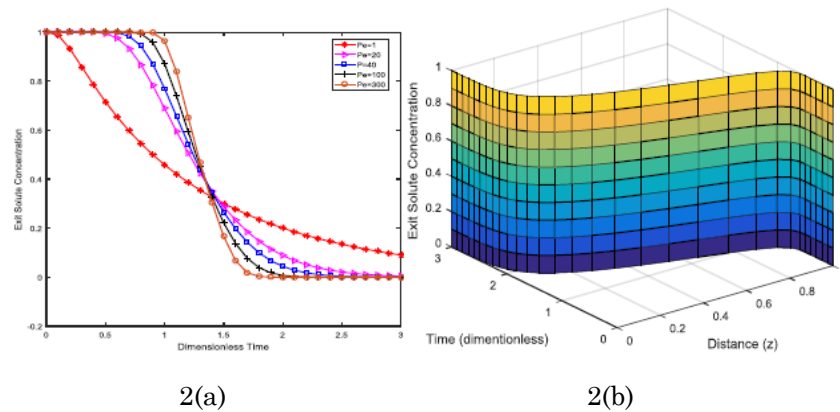 1
0.8
0.6
0.4
0.2
0
-0.2
Exit Solute Concentration
0
0.5
1
1.5
2
2.5
3
Dimensionless Time
Pe=1
Pe=20
P=40
Pe=100
Pe=300
2(a)
1
0.8
0.6
0.4
0.2
0
Exit Solute Concentration
3
2
1
0
Time (dimentionless)
0
0.2
0.4
0.6
0.8
Distance (z)
2(b)